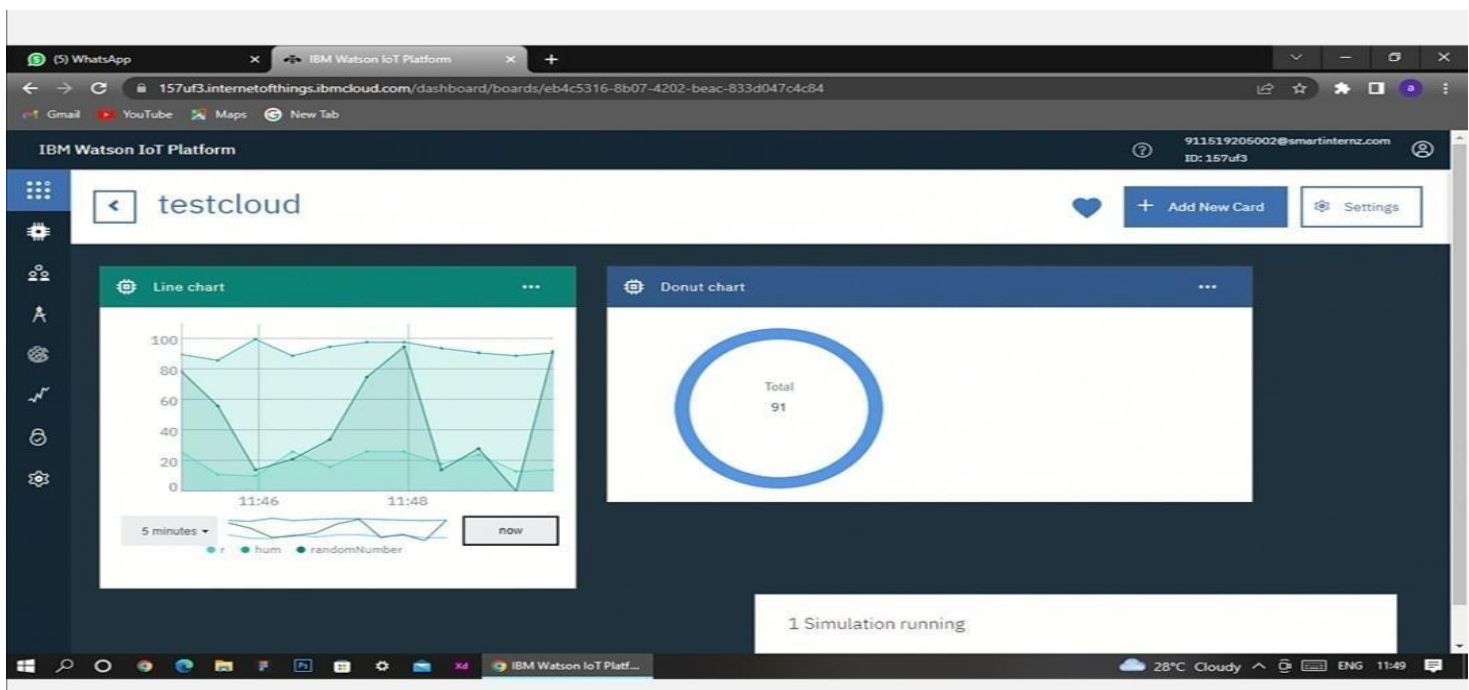 (5) WhatsApp
IBM Watson IoT Platform
157uf3.internetofthings.ibmcloud.com/dashboard/boards/eb4c5316-8b07-4202-beac-833d047c4c84
Gmail YouTube Maps New Tab
IBM Watson IoT Platform
911519205002@smartinternz.com
ID: 157uf3
testcloud
+ Add New Card
Settings
Line chart
Donut chart
100
80
60
40
20
0
11:46 11:48
Total
91
5 minutes
now
r hum randomNumber
1 Simulation running
IBM Watson IoT Platf...
28°C Cloudy
ENG 11:49